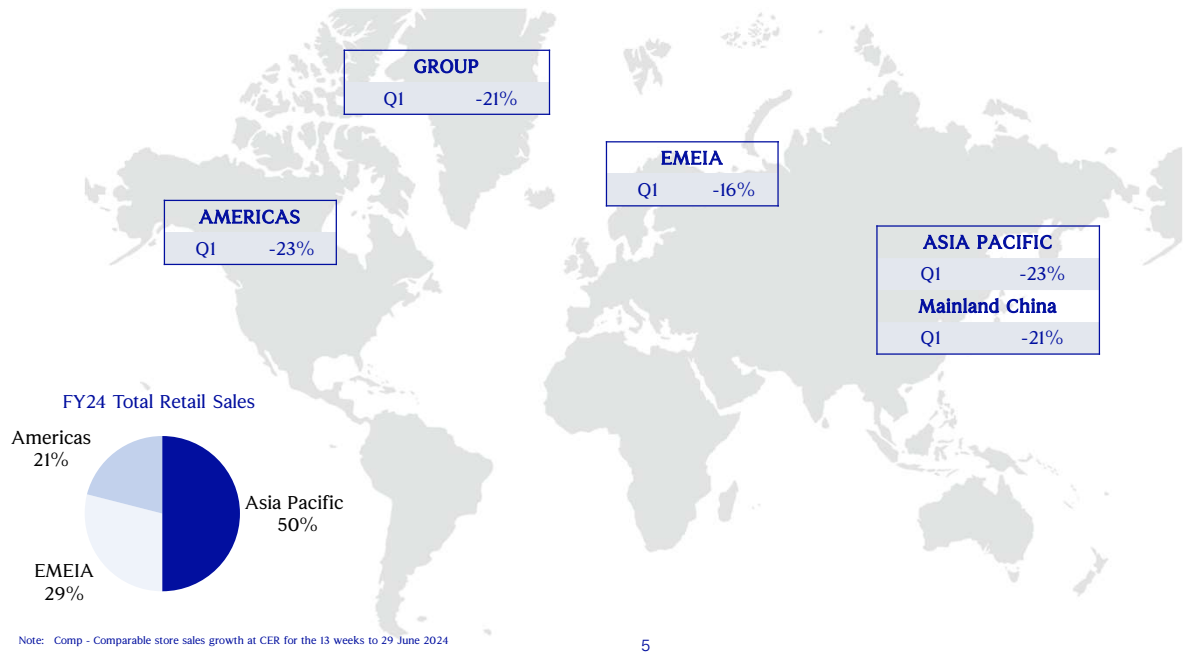 GROUP
Q1 -21%
EMEIA
Q1 -16%
AMERICAS
Q1 -23%
ASIA PACIFIC
Q1 -23%
Mainland China
Q1 -21%
FY24 Total Retail Sales
Americas
21%
Asia Pacific
50%
EMEIA
29%
Note: Comp - Comparable store sales growth at CER for the 13 weeks to 29 June 2024
5